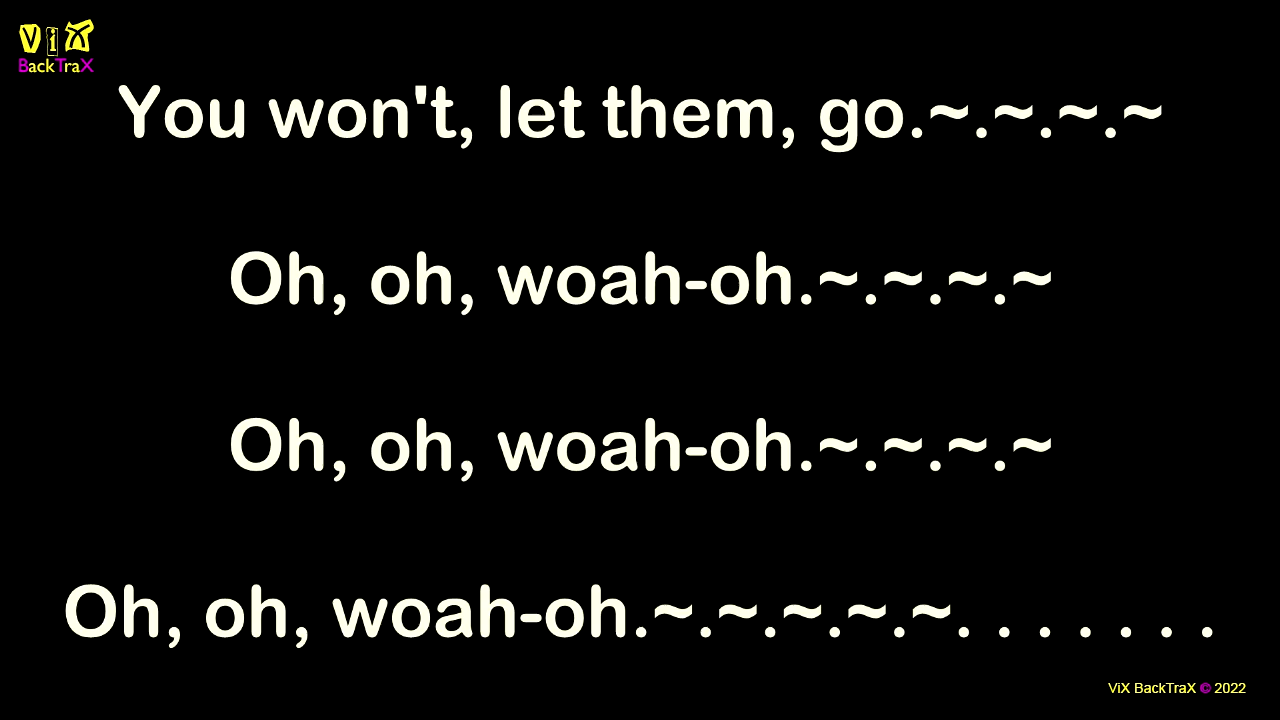 ViX
BackTraX
You won't, let them, go.~.~.~.~
Oh, oh, woah-oh.~.~.~.~
Oh, oh, woah-oh.~.~.~.~
Oh, oh, woah-oh.~.~.~.~.~. . . . . . .
ViX BackTraX © 2022